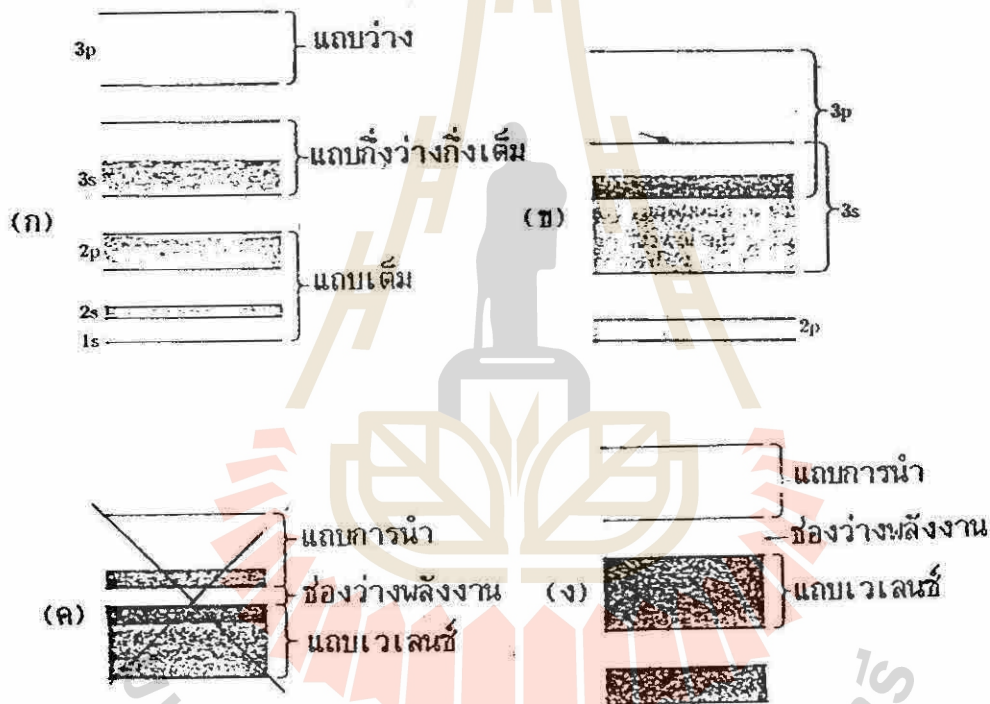 3p
แถบว่าง
3s
แถบกึ่งว่างกึ่งเต็ม
(ก)
2p
แถบเต็ม
2s
1s
3p
(ข)
3s
2p
(ค)
แถบการนำ
ช่องว่างพลังงาน
แถบเวเลนซ์
(ง)
แถบการนำ
ช่องว่างพลังงาน
แถบเวเลนซ์